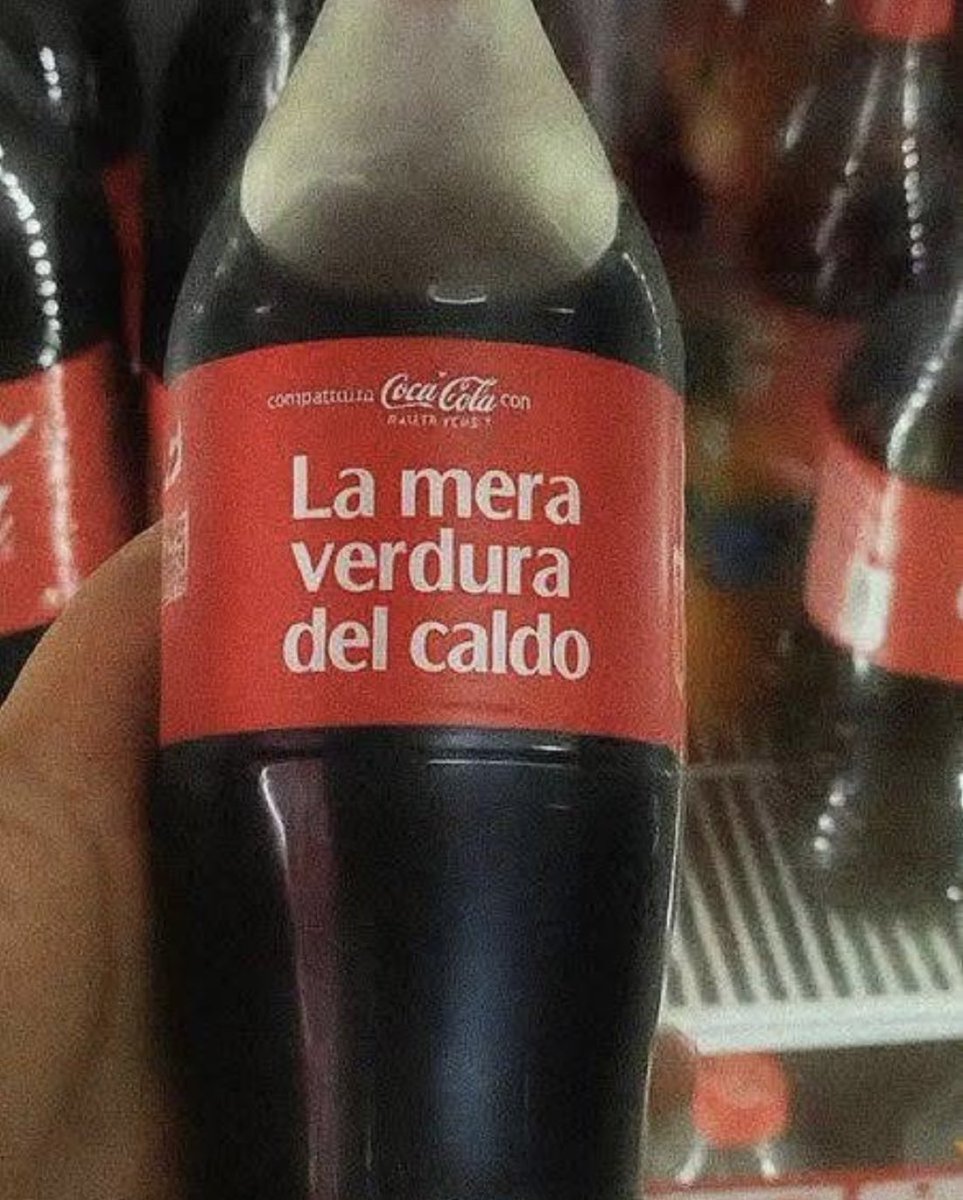 Coca-Cola con
La mera
verdura
del caldo